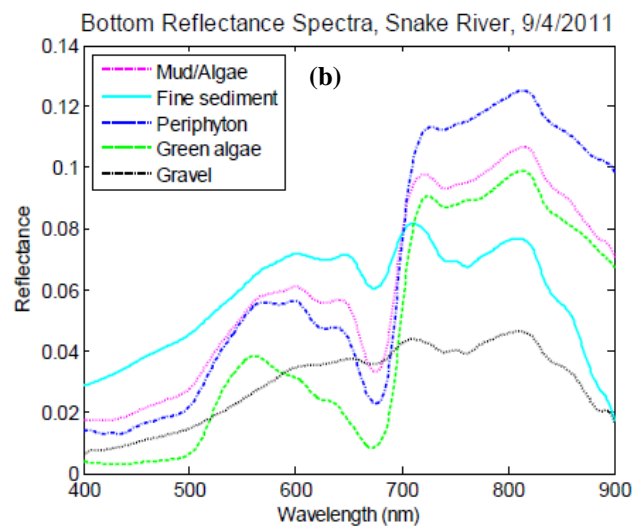 Bottom Reflectance Spectra, Snake River, 9/4/2011
(b)
Mud/Algae
Fine sediment
Periphyton
Green algae
Gravel
Reflectance
0.14
0.12
0.1
0.08
0.06
0.04
0.02
0
400 500 600 700 800 900
Wavelength (nm)